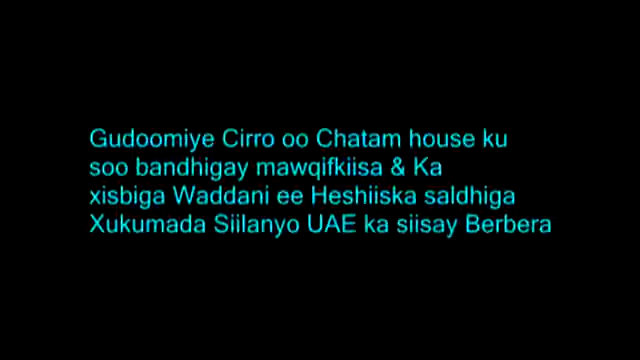 Gudoomiye Cirro oo Chatam house ku
soo bandhigay mawqifkiisa & Ka
xisbiga Waddani ee Heshiiska saldhiga
Xukumada Siilanyo UAE ka siisay Berbera